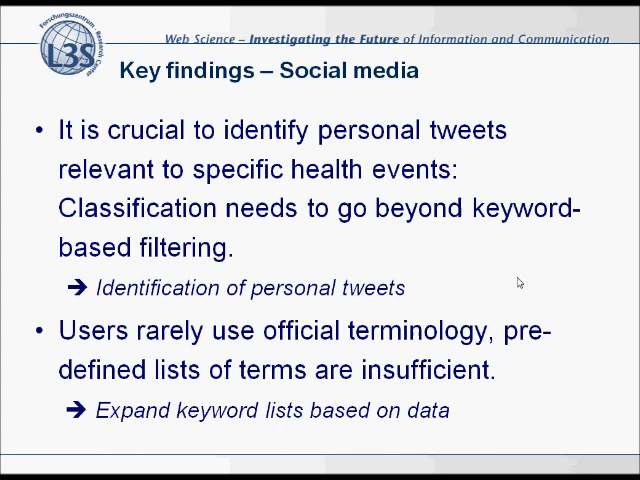 Forschungszentrum · Research Center
L3S
Web Science – Investigating the Future of Information and Communication
Key findings – Social media
• It is crucial to identify personal tweets
relevant to specific health events:
Classification needs to go beyond keyword-
based filtering.
➔ Identification of personal tweets
• Users rarely use official terminology, pre-
defined lists of terms are insufficient.
➔ Expand keyword lists based on data